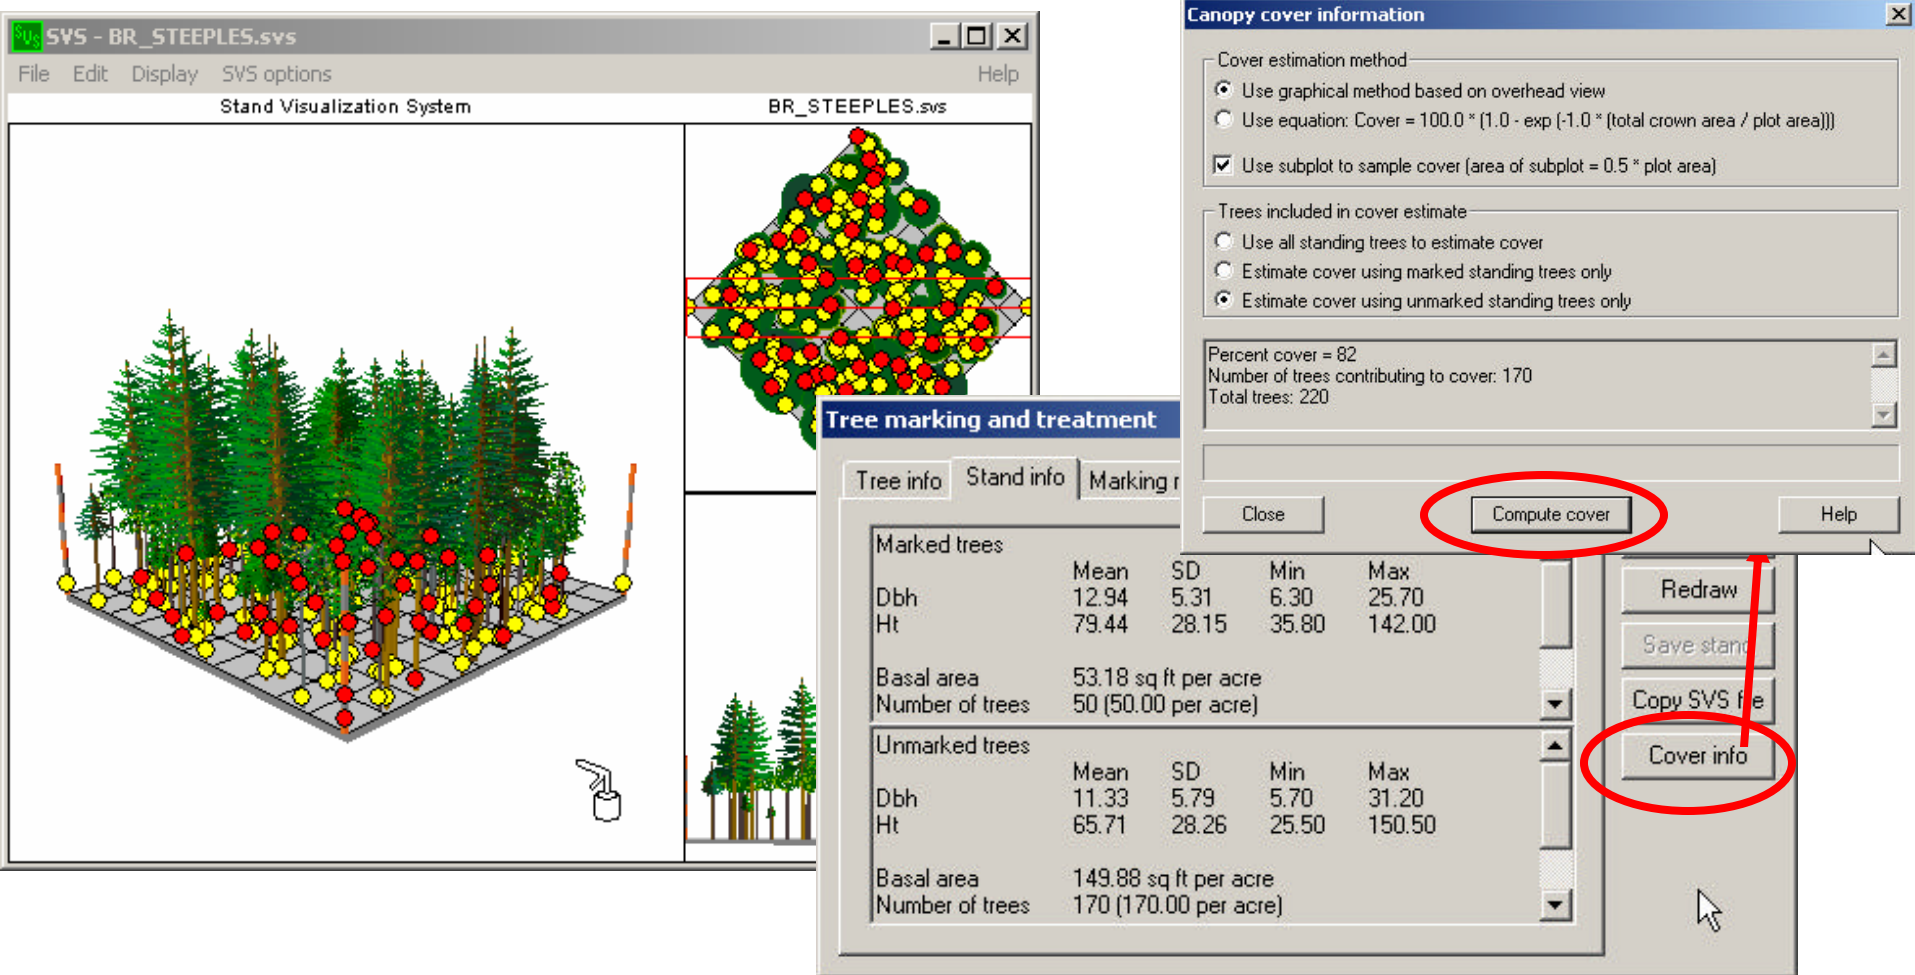 SVS - BR_STEEPLES.svs
File Edit Display SVS options Help
Stand Visualization System
BR_STEEPLES.svs
Canopy cover information
Cover estimation method
Use graphical method based on overhead view
Use equation: Cover = 100.0 * (1.0 - exp (-1.0 * (total crown area / plot area)))
Use subplot to sample cover (area of subplot = 0.5 * plot area)
Trees included in cover estimate
Use all standing trees to estimate cover
Estimate cover using marked standing trees only
Estimate cover using unmarked standing trees only
Percent cover = 82
Number of trees contributing to cover: 170
Total trees: 220
Close Compute cover Help
Tree marking and treatment
Tree info Stand info Marking r
Marked trees
Mean SD Min Max
Dbh 12.94 5.31 6.30 25.70
Ht 79.44 28.15 35.80 142.00
Basal area 53.18 sq ft per acre
Number of trees 50 (50.00 per acre)
Unmarked trees
Mean SD Min Max
Dbh 11.33 5.79 5.70 31.20
Ht 65.71 28.26 25.50 150.50
Basal area 149.88 sq ft per acre
Number of trees 170 (170.00 per acre)
Redraw
Save stand
Copy SVS file
Cover info